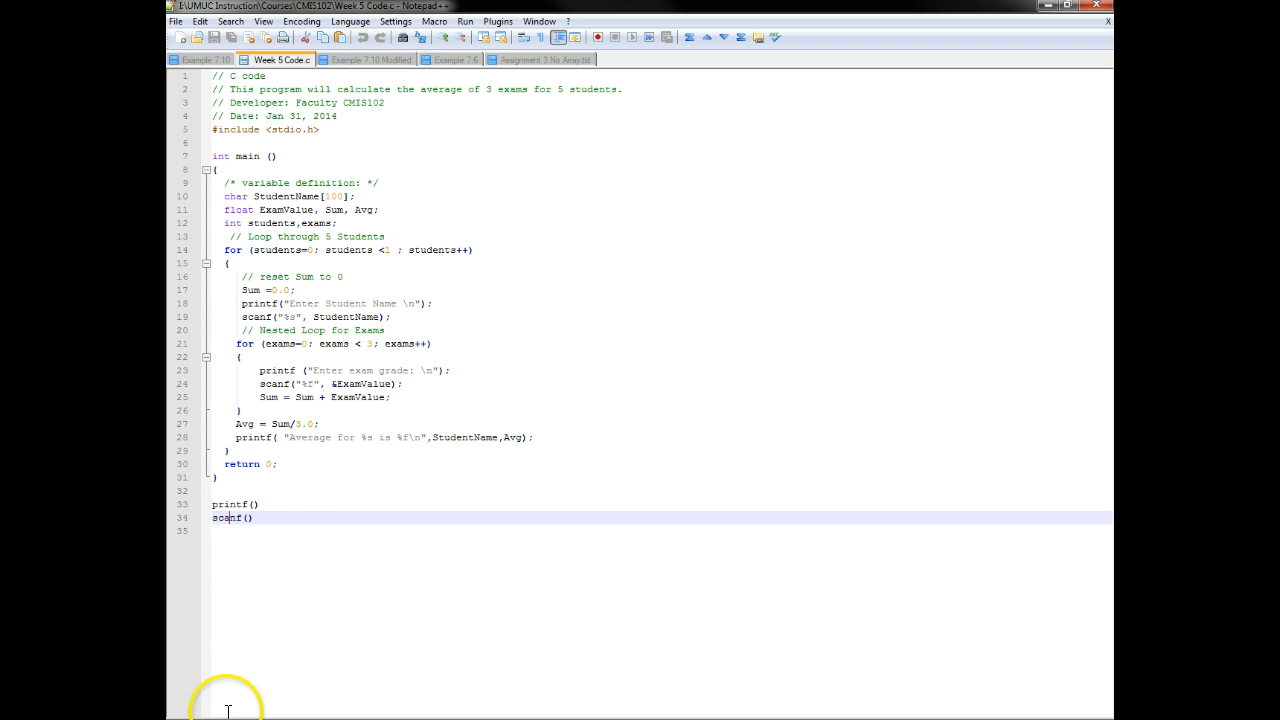 I:\UMUC Instruction\Courses\CMIS102\Week 5 Code.c - Notepad++
File Edit Search View Encoding Language Settings Macro Run Plugins Window ? X
Example 7.10 Week 5 Code.c Example 7.10 Modified Example 7.6 Assignment 3 No Array.txt
1 // C code
2 // This program will calculate the average of 3 exams for 5 students.
3 // Developer: Faculty CMIS102
4 // Date: Jan 31, 2014
5 #include <stdio.h>
6
7 int main ()
8 {
9 /* variable definition: */
10 char StudentName[100];
11 float ExamValue, Sum, Avg;
12 int students,exams;
13 // Loop through 5 Students
14 for (students=0; students <1 ; students++)
15 {
16 // reset Sum to 0
17 Sum =0.0;
18 printf("Enter Student Name \n");
19 scanf("%s", StudentName);
20 // Nested Loop for Exams
21 for (exams=0; exams < 3; exams++)
22 {
23 printf ("Enter exam grade: \n");
24 scanf("%f", &ExamValue);
25 Sum = Sum + ExamValue;
26 }
27 Avg = Sum/3.0;
28 printf( "Average for %s is %f\n",StudentName,Avg);
29 }
30 return 0;
31 }
32
33 printf()
34 scanf()
35